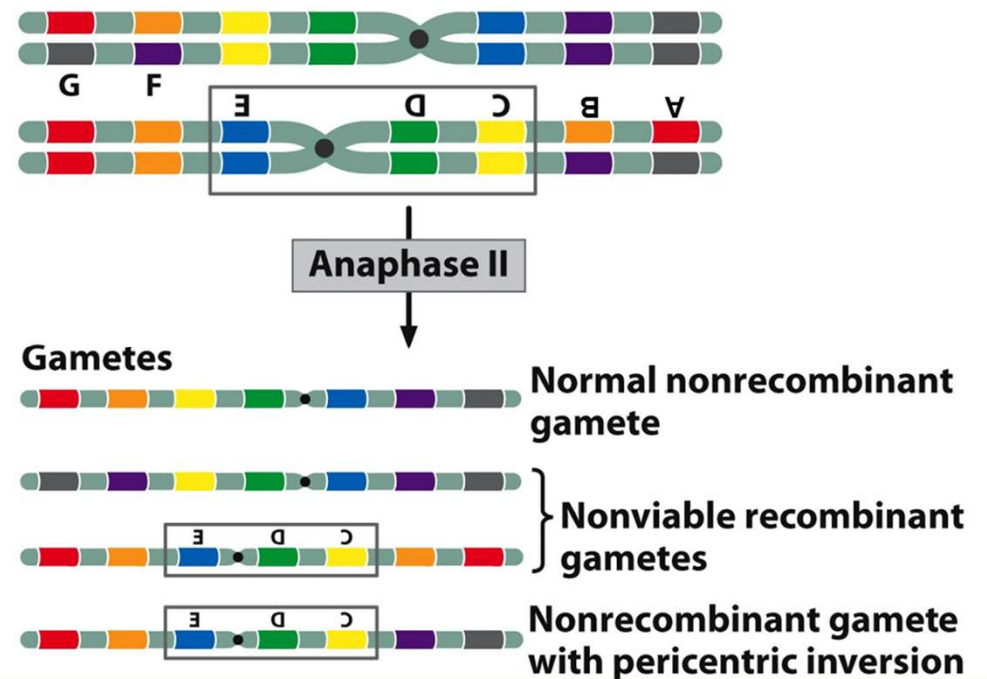 G F
E D C B A
Anaphase II
Gametes
Normal nonrecombinant
gamete
Nonviable recombinant
gametes
E D C
E D C
Nonrecombinant gamete
with pericentric inversion